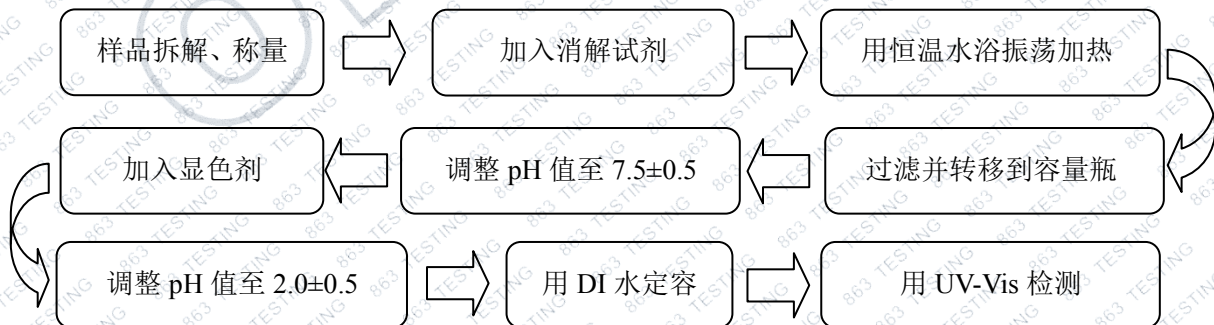 样品拆解、称量
加入消解试剂
用恒温水浴振荡加热
过滤并转移到容量瓶
调整 pH 值至 7.5±0.5
加入显色剂
调整 pH 值至 2.0±0.5
用 DI 水定容
用 UV-Vis 检测
863 TESTING